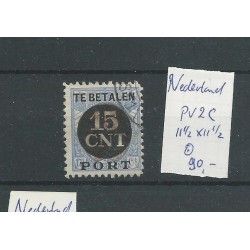 TE BETALEN
15
CNT
PORT
Nederland
PV2C
11½ x 11½
90,-
Nederland